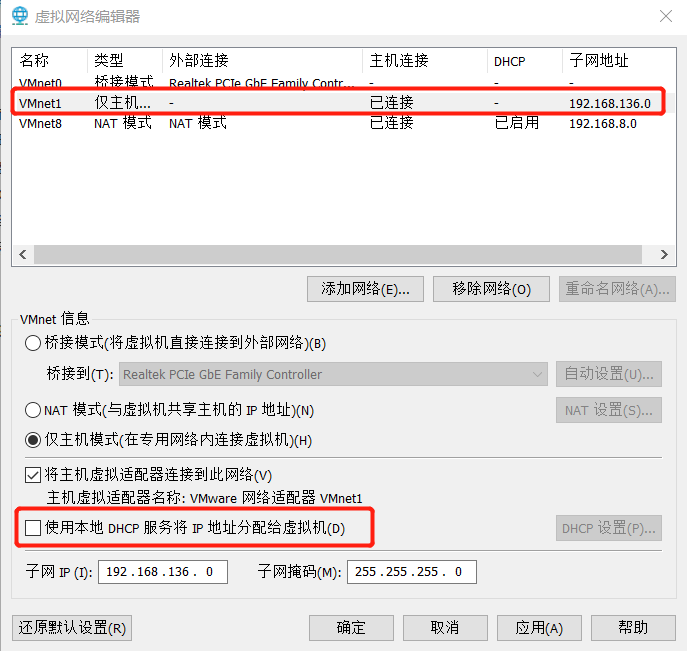 虚拟网络编辑器
名称 类型 外部连接 主机连接 DHCP 子网地址
VMnet0 桥接模式 Realtek PCIe GbE Family Contr... - - -
VMnet1 仅主机... - 已连接 - 192.168.136.0
VMnet8 NAT 模式 NAT 模式 已连接 已启用 192.168.8.0
添加网络(E)... 移除网络(O) 重命名网络(A)...
VMnet 信息
桥接模式(将虚拟机直接连接到外部网络)(B)
桥接到(T): Realtek PCIe GbE Family Controller 自动设置(U)...
NAT 模式(与虚拟机共享主机的 IP 地址)(N) NAT 设置(S)...
仅主机模式(在专用网络内连接虚拟机)(H)
将主机虚拟适配器连接到此网络(V)
主机虚拟适配器名称: VMware 网络适配器 VMnet1
使用本地 DHCP 服务将 IP 地址分配给虚拟机(D) DHCP 设置(P)...
子网 IP (I): 192 .168 .136 . 0 子网掩码(M): 255 .255 .255 . 0
还原默认设置(R) 确定 取消 应用(A) 帮助